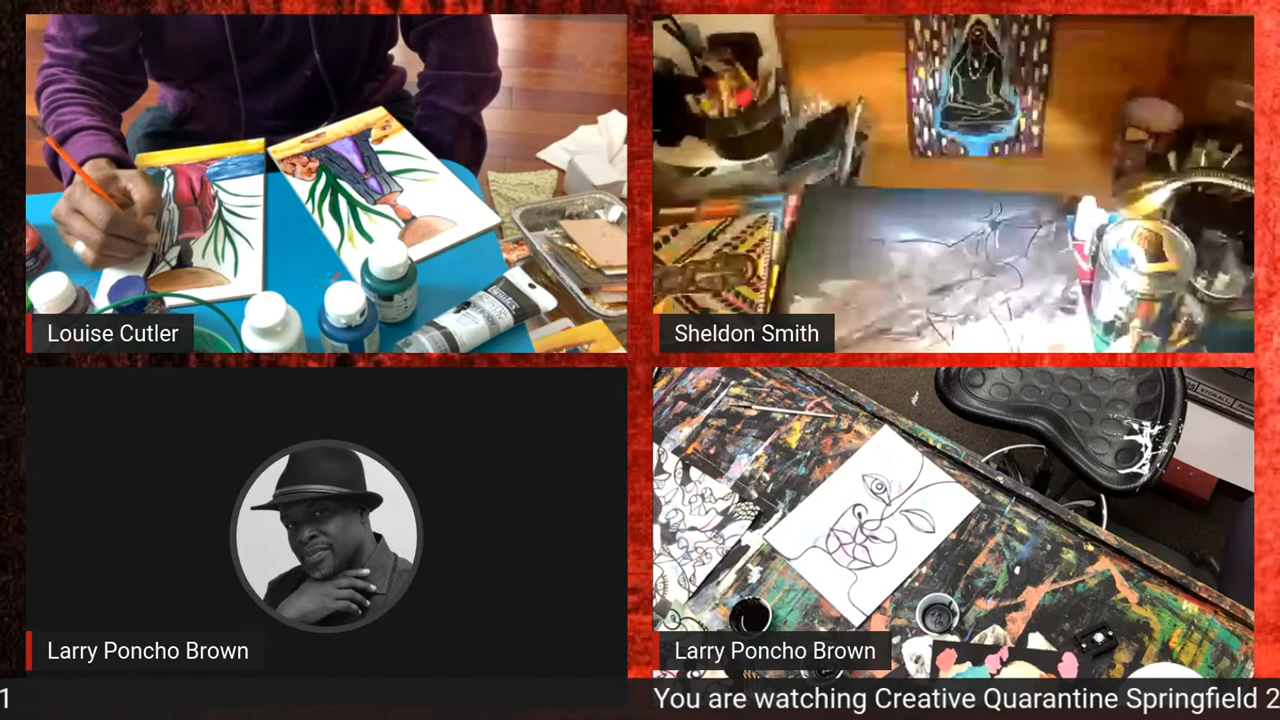 Louise Cutler
Sheldon Smith
Larry Poncho Brown
Larry Poncho Brown
1
You are watching Creative Quarantine Springfield 2